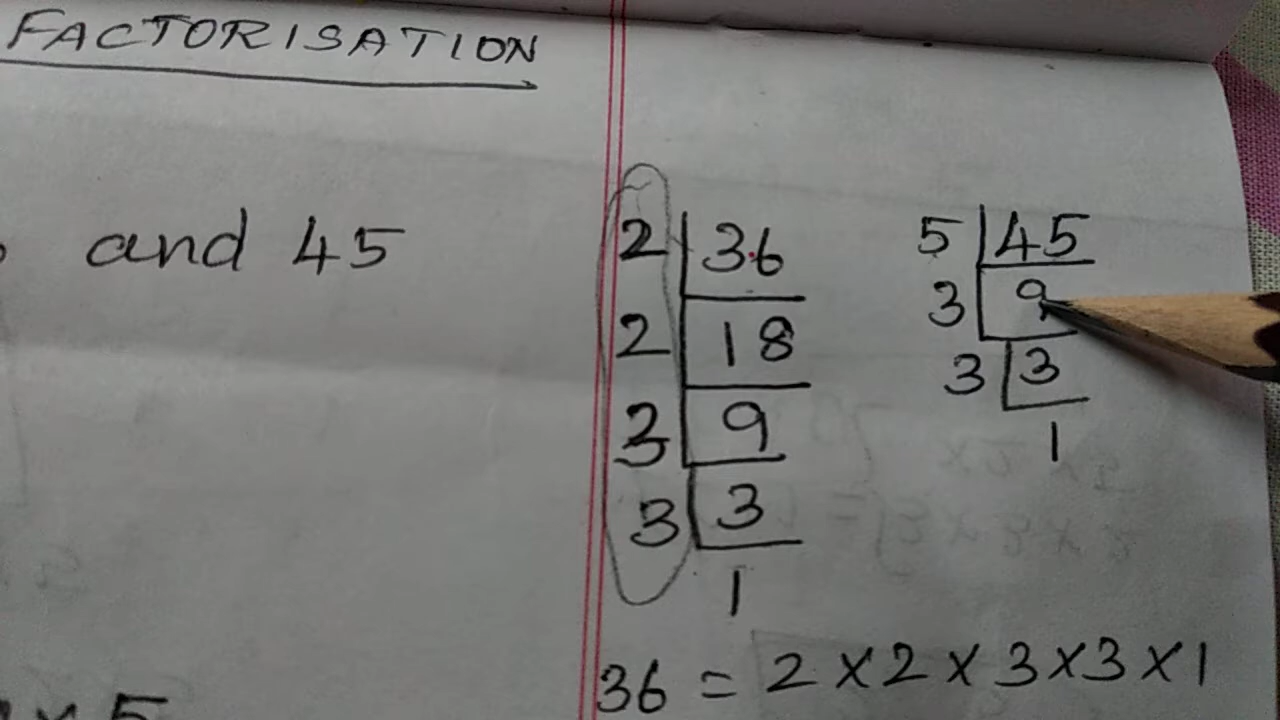 FACTORISATION
and 45
2 | 36
2 | 18
3 | 9
3 | 3
1
5 | 45
3 | 9
3 | 3
1
36 = 2 × 2 × 3 × 3 × 1
× 5